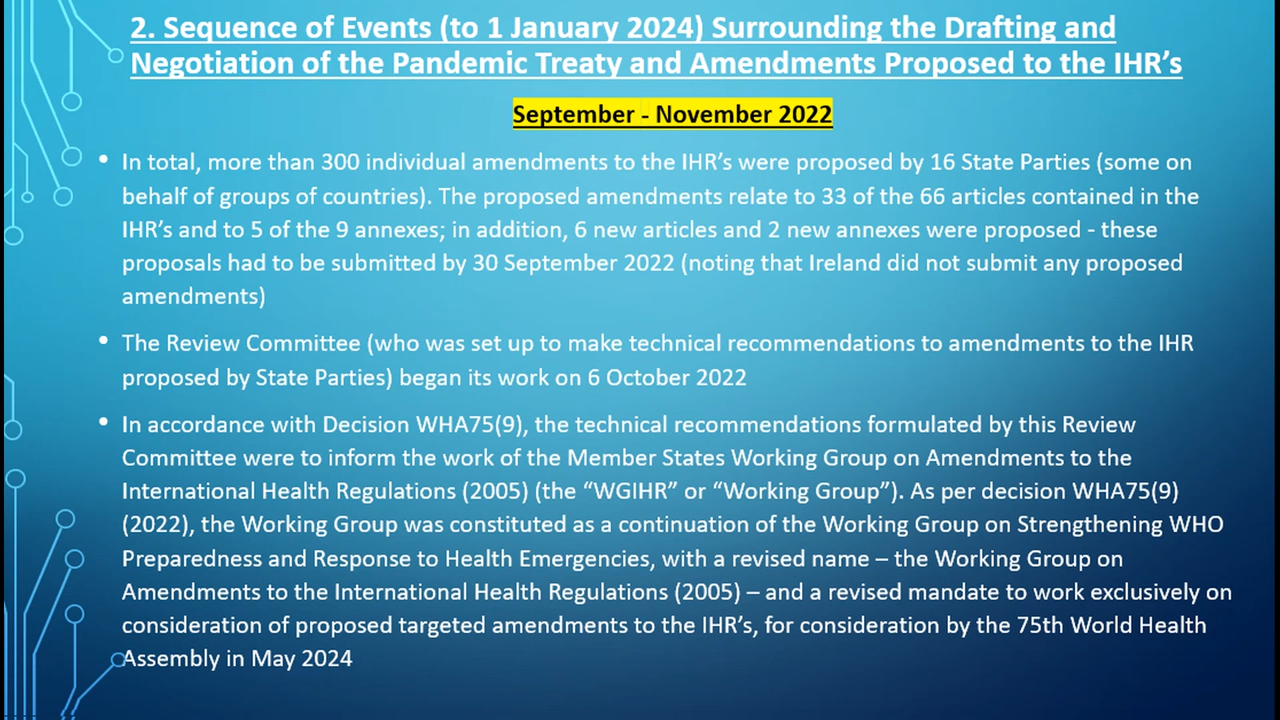 2. Sequence of Events (to 1 January 2024) Surrounding the Drafting and
Negotiation of the Pandemic Treaty and Amendments Proposed to the IHR's
September - November 2022
• In total, more than 300 individual amendments to the IHR's were proposed by 16 State Parties (some on
behalf of groups of countries). The proposed amendments relate to 33 of the 66 articles contained in the
IHR's and to 5 of the 9 annexes; in addition, 6 new articles and 2 new annexes were proposed - these
proposals had to be submitted by 30 September 2022 (noting that Ireland did not submit any proposed
amendments)
• The Review Committee (who was set up to make technical recommendations to amendments to the IHR
proposed by State Parties) began its work on 6 October 2022
• In accordance with Decision WHA75(9), the technical recommendations formulated by this Review
Committee were to inform the work of the Member States Working Group on Amendments to the
International Health Regulations (2005) (the “WGIHR” or “Working Group”). As per decision WHA75(9)
(2022), the Working Group was constituted as a continuation of the Working Group on Strengthening WHO
Preparedness and Response to Health Emergencies, with a revised name – the Working Group on
Amendments to the International Health Regulations (2005) – and a revised mandate to work exclusively on
consideration of proposed targeted amendments to the IHR's, for consideration by the 75th World Health
Assembly in May 2024